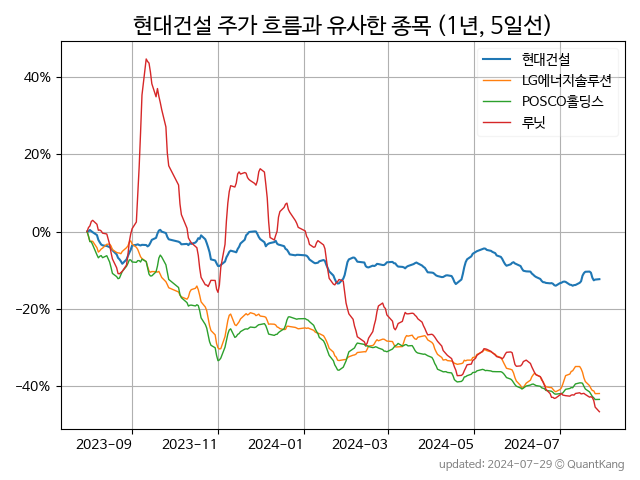 현대건설 주가 흐름과 유사한 종목 (1년, 5일선)
현대건설
LG에너지솔루션
POSCO홀딩스
루닛
40%
20%
0%
−20%
−40%
2023-09
2023-11
2024-01
2024-03
2024-05
2024-07
updated: 2024-07-29 © QuantKang